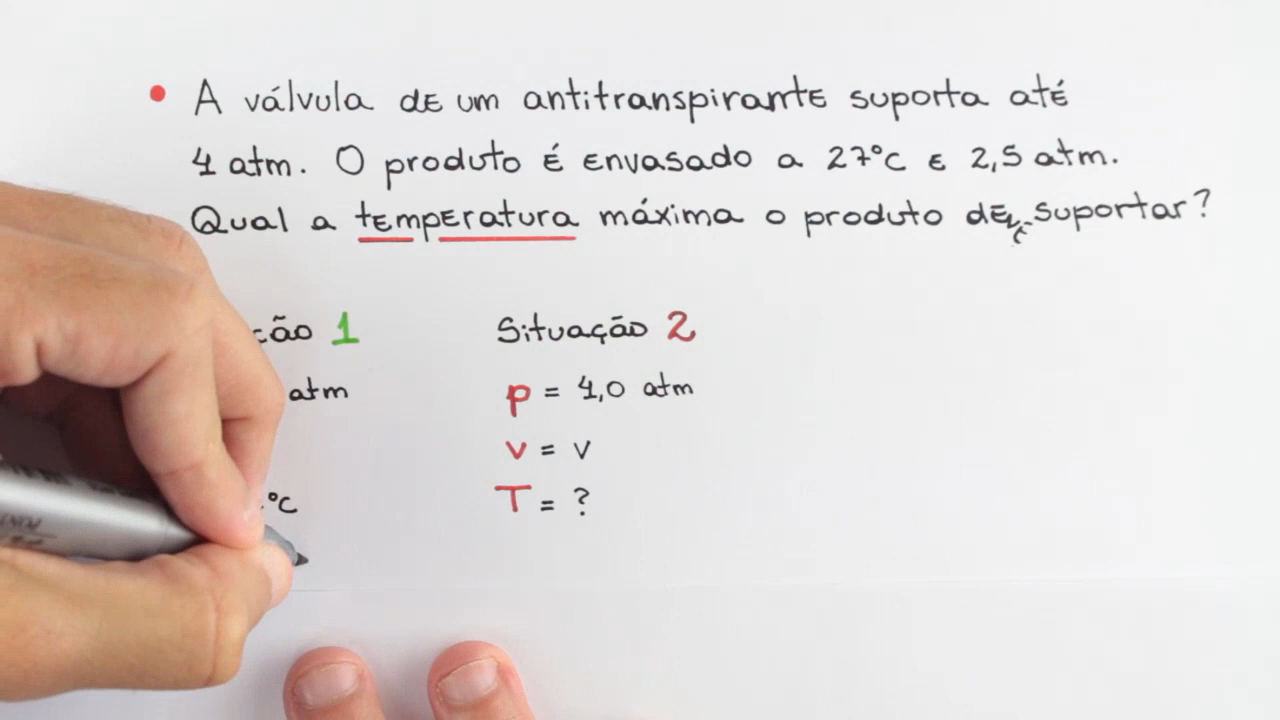 • A válvula de um antitranspirante suporta até
4 atm. O produto é envasado a 27°C e 2,5 atm.
Qual a temperatura máxima o produto deve suportar?
ção 1 Situação 2
atm p = 4,0 atm
v = v
°C T = ?